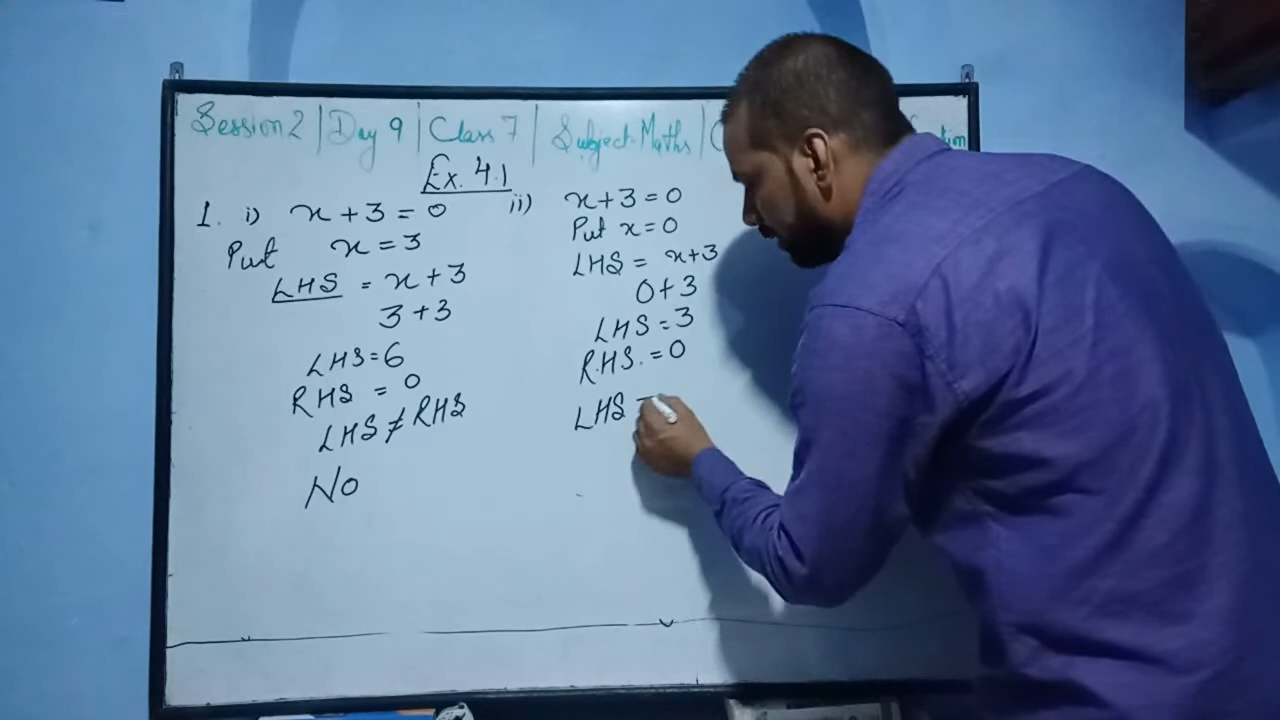 Session 2 | Day 9 | Class 7 | Subject-Maths |
Ex. 4.1
1. i) x + 3 = 0
Put x = 3
LHS = x + 3
3 + 3
LHS = 6
RHS = 0
LHS ≠ RHS
No
ii) x + 3 = 0
Put x = 0
LHS = x + 3
0 + 3
LHS = 3
R.H.S. = 0
LHS =